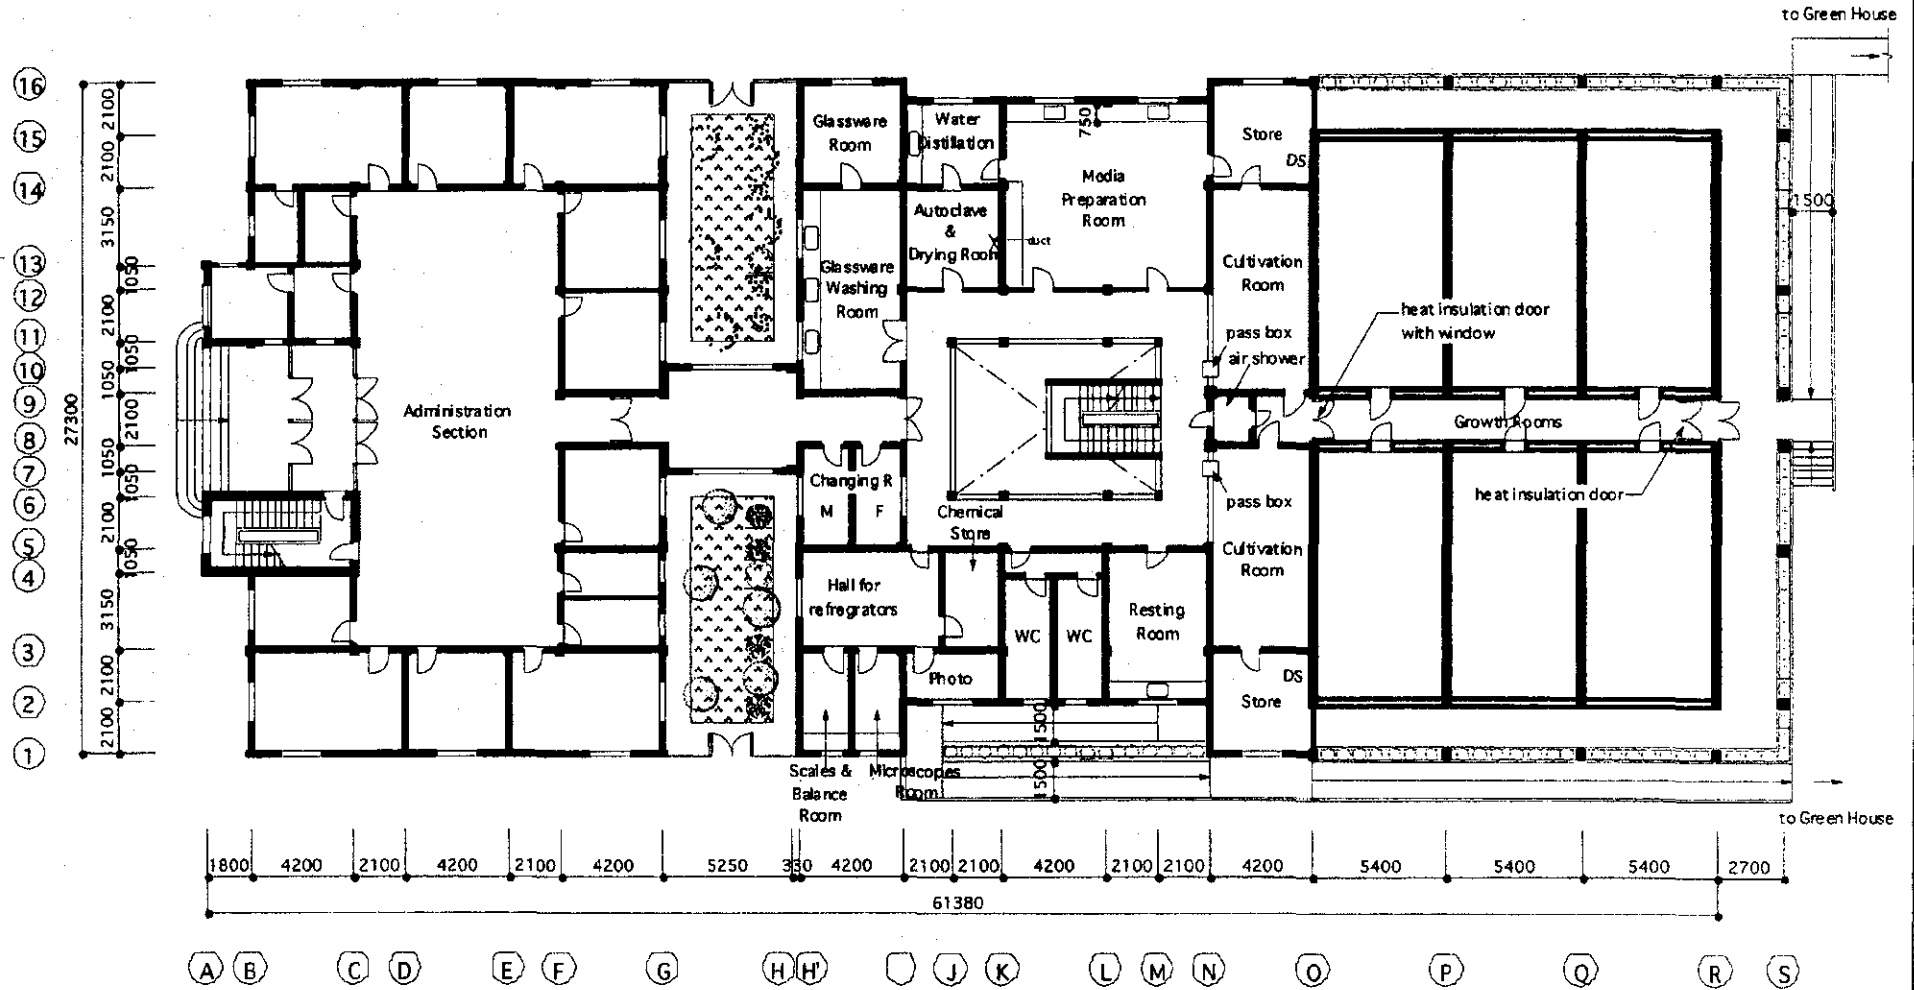 to Green House
16
15
14
13
12
11
10
9
8
7
6
5
4
3
2
1
27300
2100
2100
3150
1050
2100
1050
1050
2100
1050
1050
2100
1050
3150
2100
2100
Glassware
Room
Water
Distillation
750
Store
DS
Media
Preparation
Room
Autoclave
&
Drying Room
duct
1500
Glassware
Washing
Room
Cultivation
Room
heat insulation door
with window
pass box
air shower
Administration
Section
Growth Rooms
Changing R
M
F
Chemical
Store
pass box
heat insulation door
Cultivation
Room
Hall for
refregrators
WC
WC
Resting
Room
Photo
DS
Store
1500
1500
Scales &
Balance
Room
Microscopes
Room
to Green House
1800
4200
2100
4200
2100
4200
5250
330
4200
2100
2100
4200
2100
2100
4200
5400
5400
5400
2700
61380
A
B
C
D
E
F
G
H
H'
J
K
L
M
N
O
P
Q
R
S